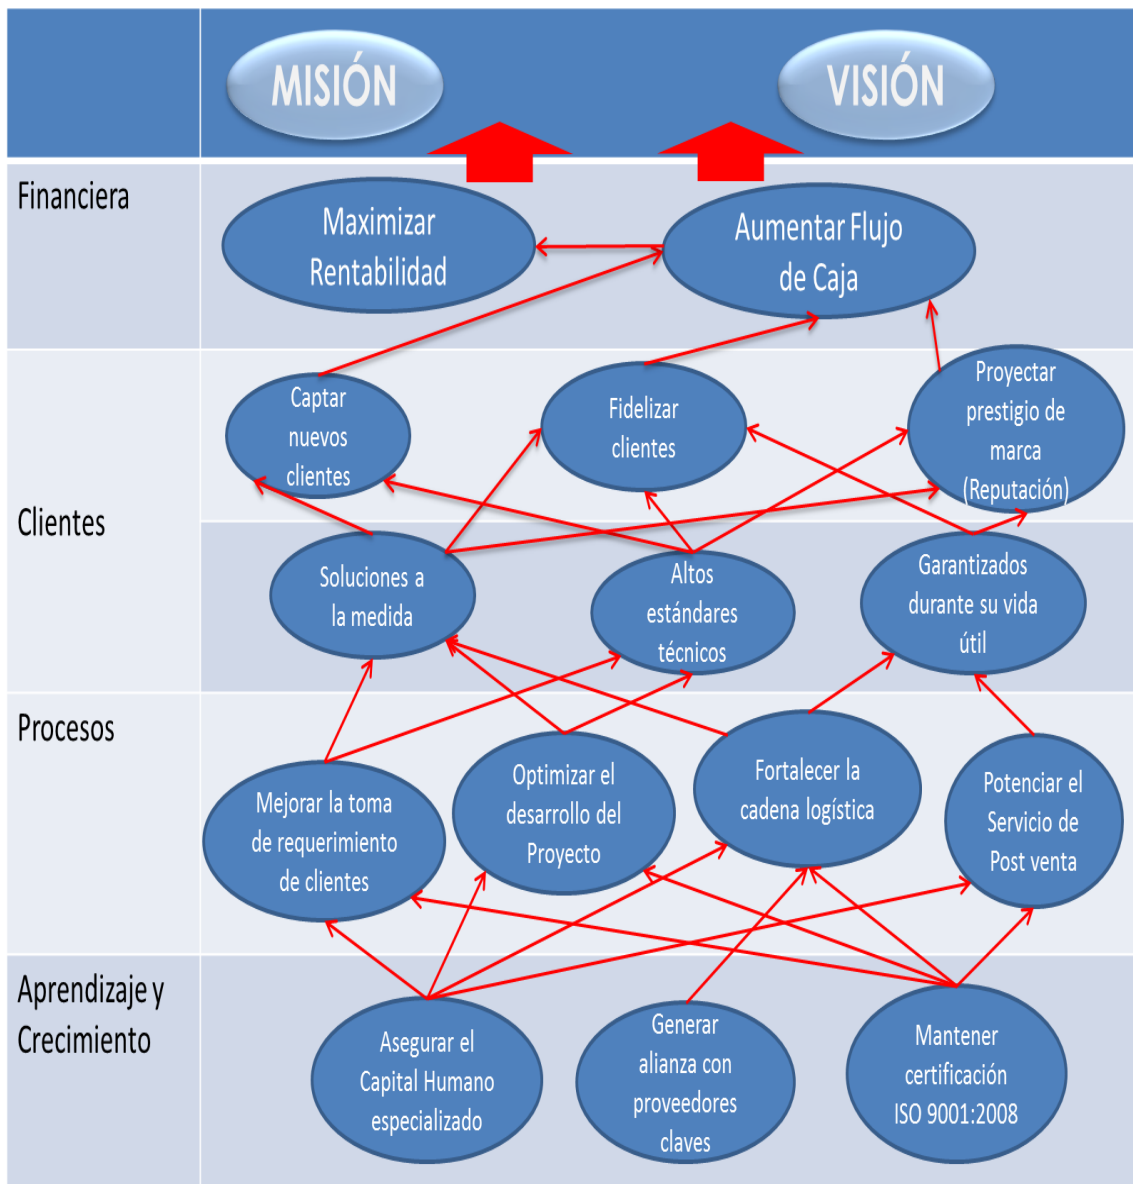 MISIÓN
VISIÓN
Financiera
Maximizar
Rentabilidad
Aumentar Flujo
de Caja
Clientes
Captar
nuevos
clientes
Fidelizar
clientes
Proyectar
prestigio de
marca
(Reputación)
Soluciones a
la medida
Altos
estándares
técnicos
Garantizados
durante su vida
útil
Procesos
Mejorar la toma
de requerimiento
de clientes
Optimizar el
desarrollo del
Proyecto
Fortalecer la
cadena logística
Potenciar el
Servicio de
Post venta
Aprendizaje y
Crecimiento
Asegurar el
Capital Humano
especializado
Generar
alianza con
proveedores
claves
Mantener
certificación
ISO 9001:2008